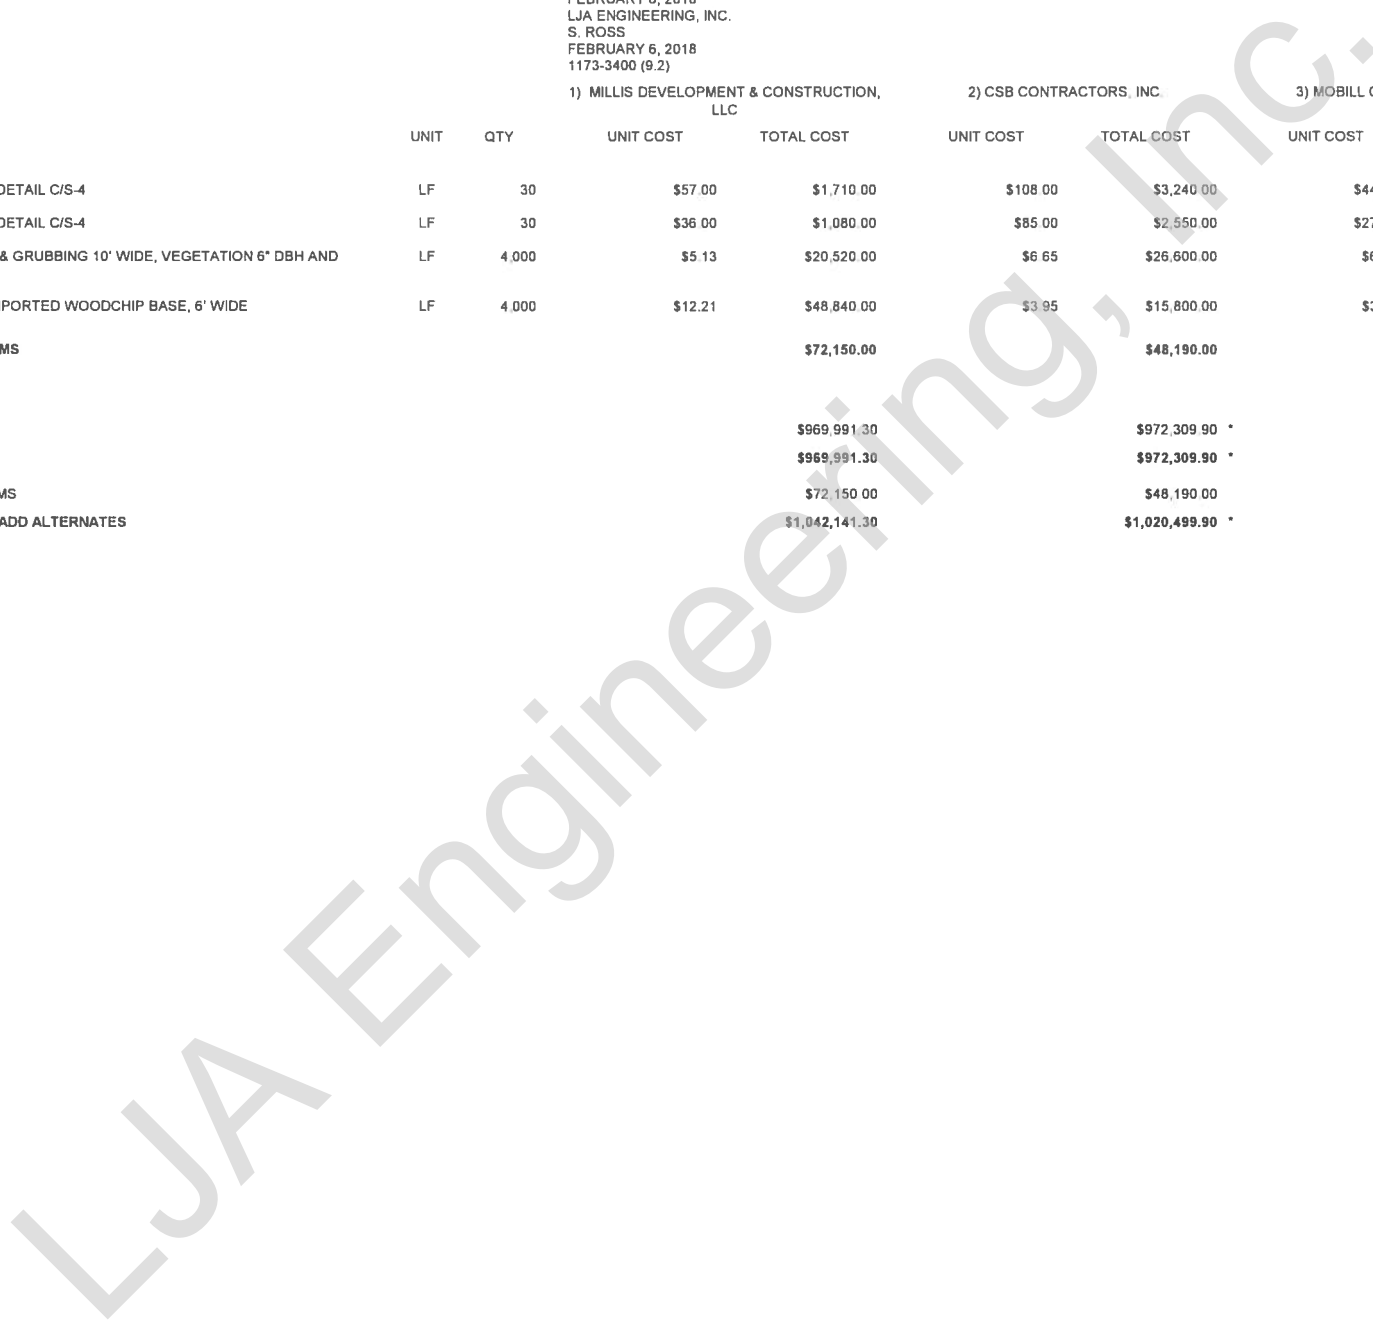 LJA ENGINEERING, INC.
S. ROSS
FEBRUARY 6, 2018
1173-3400 (9.2)
1) MILLIS DEVELOPMENT & CONSTRUCTION, 2) CSB CONTRACTORS, INC. 3) MOBILL
LLC
UNIT QTY UNIT COST TOTAL COST UNIT COST TOTAL COST UNIT COST
DETAIL C/S-4 LF 30 $57.00 $1,710.00 $108.00 $3,240.00 $44
DETAIL C/S-4 LF 30 $36.00 $1,080.00 $85.00 $2,550.00 $27
& GRUBBING 10' WIDE, VEGETATION 6" DBH AND LF 4,000 $5.13 $20,520.00 $6.65 $26,600.00
PORTED WOODCHIP BASE, 6' WIDE LF 4,000 $12.21 $48,840.00 $3.95 $15,800.00
MS $72,150.00 $48,190.00
$969,991.30 $972,309.90 *
$969,991.30 $972,309.90 *
MS $72,150.00 $48,190.00
ADD ALTERNATES $1,042,141.30 $1,020,499.90 *
LJA Engineering, Inc.